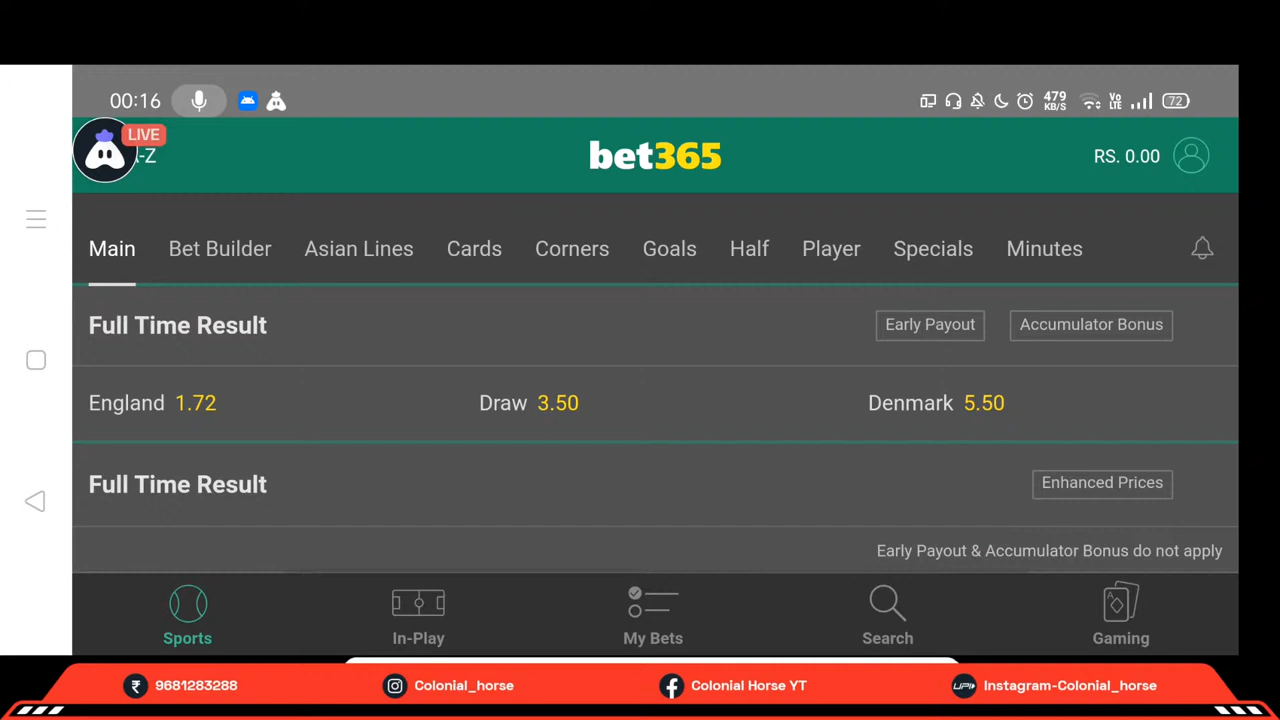 00:16 479 KB/S Vo LTE 72
LIVE
-Z bet365 RS. 0.00
Main Bet Builder Asian Lines Cards Corners Goals Half Player Specials Minutes
Full Time Result Early Payout Accumulator Bonus
England 1.72 Draw 3.50 Denmark 5.50
Full Time Result Enhanced Prices
Early Payout & Accumulator Bonus do not apply
Sports In-Play My Bets Search Gaming
₹ 9681283288 Colonial_horse Colonial Horse YT UPI Instagram-Colonial_horse